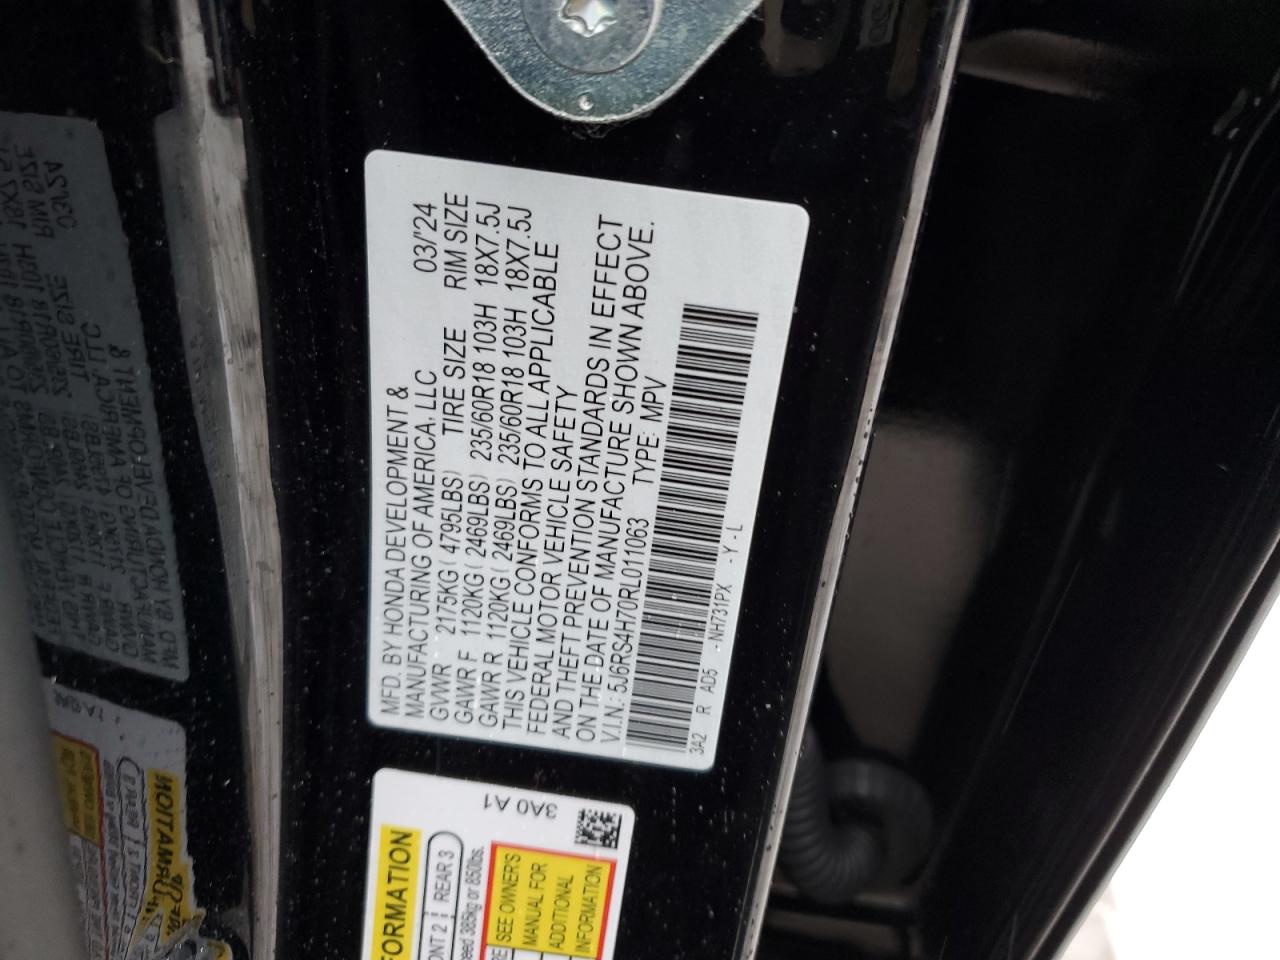 MFD. BY HONDA DEVELOPMENT &
MANUFACTURING OF AMERICA, LLC 03/'24
GVWR 2175KG ( 4795LBS) TIRE SIZE RIM SIZE
GAWR F 1120KG ( 2469LBS) 235/60R18 103H 18X7.5J
GAWR R 1120KG ( 2469LBS) 235/60R18 103H 18X7.5J
THIS VEHICLE CONFORMS TO ALL APPLICABLE
FEDERAL MOTOR VEHICLE SAFETY
AND THEFT PREVENTION STANDARDS IN EFFECT
ON THE DATE OF MANUFACTURE SHOWN ABOVE.
V.I.N.: 5J6RS4H70RL011063 TYPE: MPV
3A2 R AD5 - NH731PX - Y - L
REAR 3
385kg or 850lbs.
SEE OWNER'S
MANUAL FOR
ADDITIONAL
INFORMATION
3A0 A1